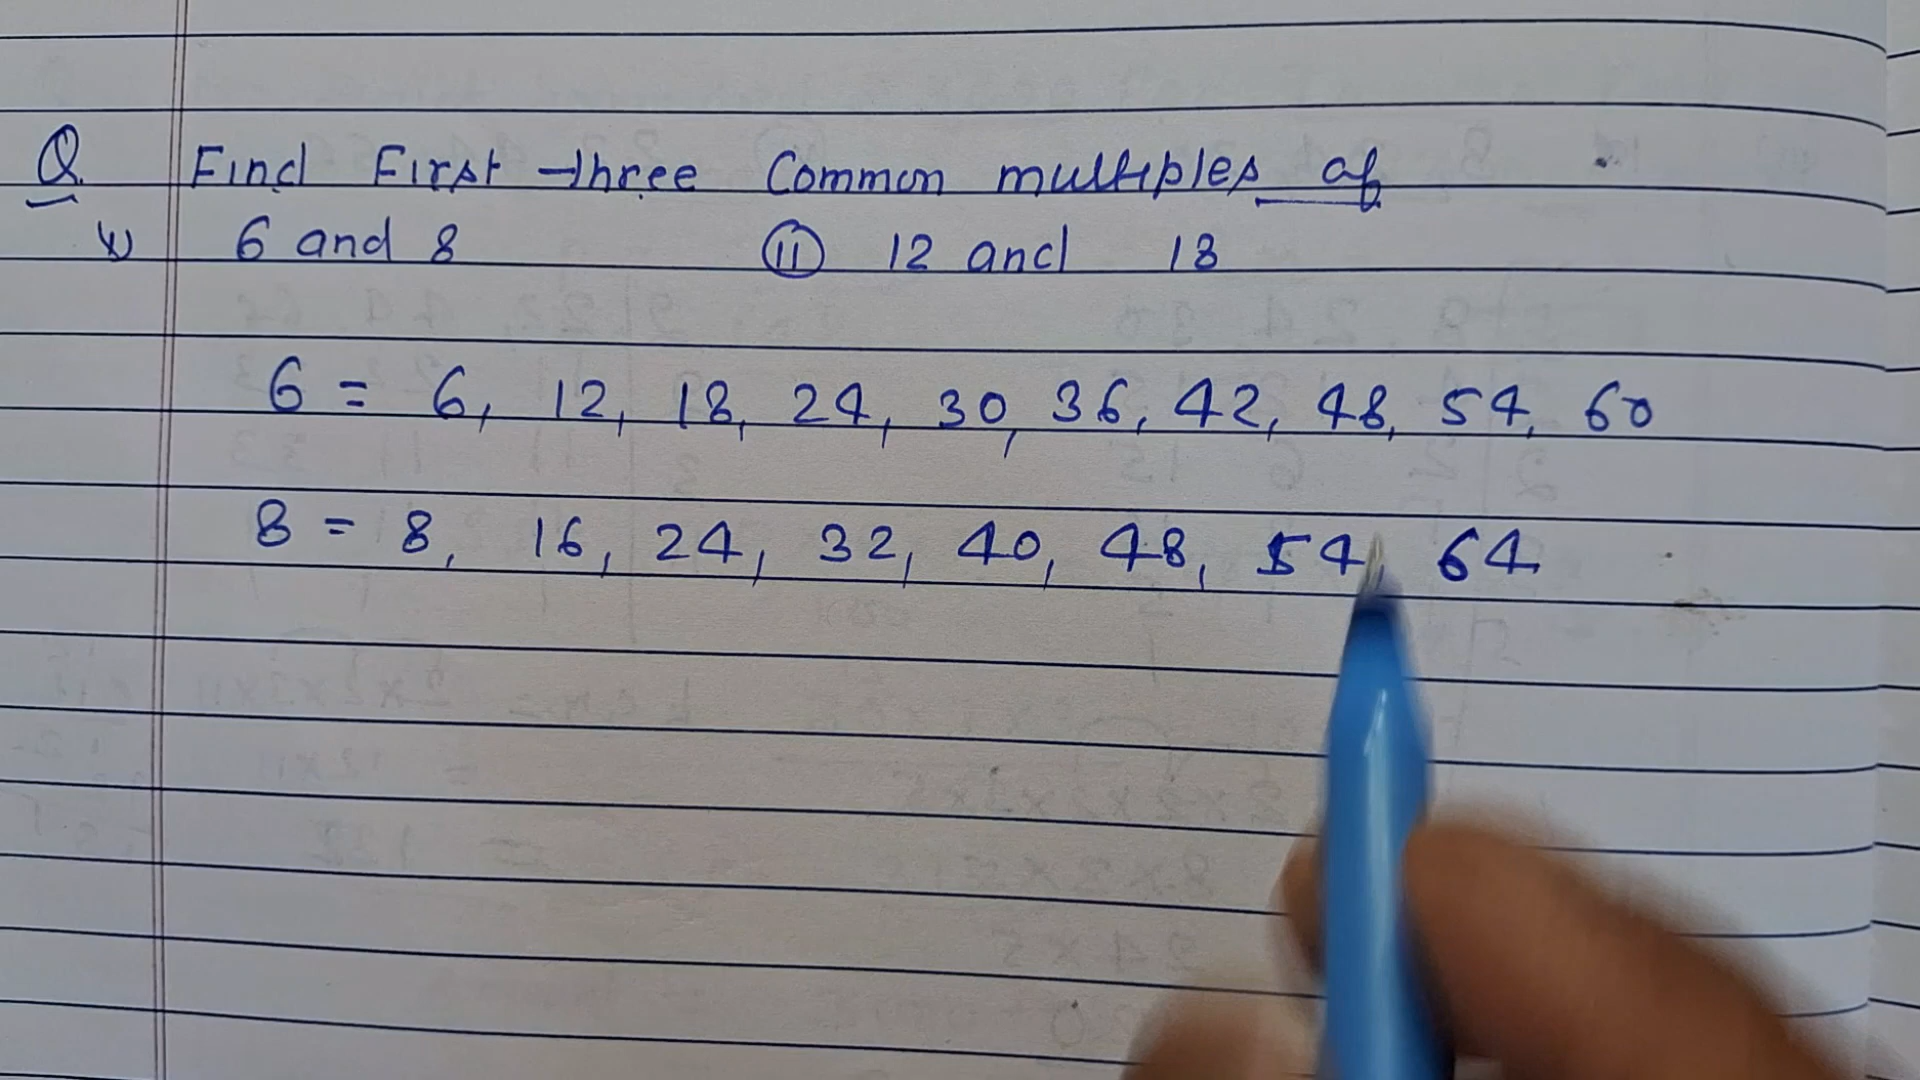 Q Find First three Common multiples of
i) 6 and 8 (ii) 12 and 18
6 = 6, 12, 18, 24, 30, 36, 42, 48, 54, 60
8 = 8, 16, 24, 32, 40, 48, 54, 64